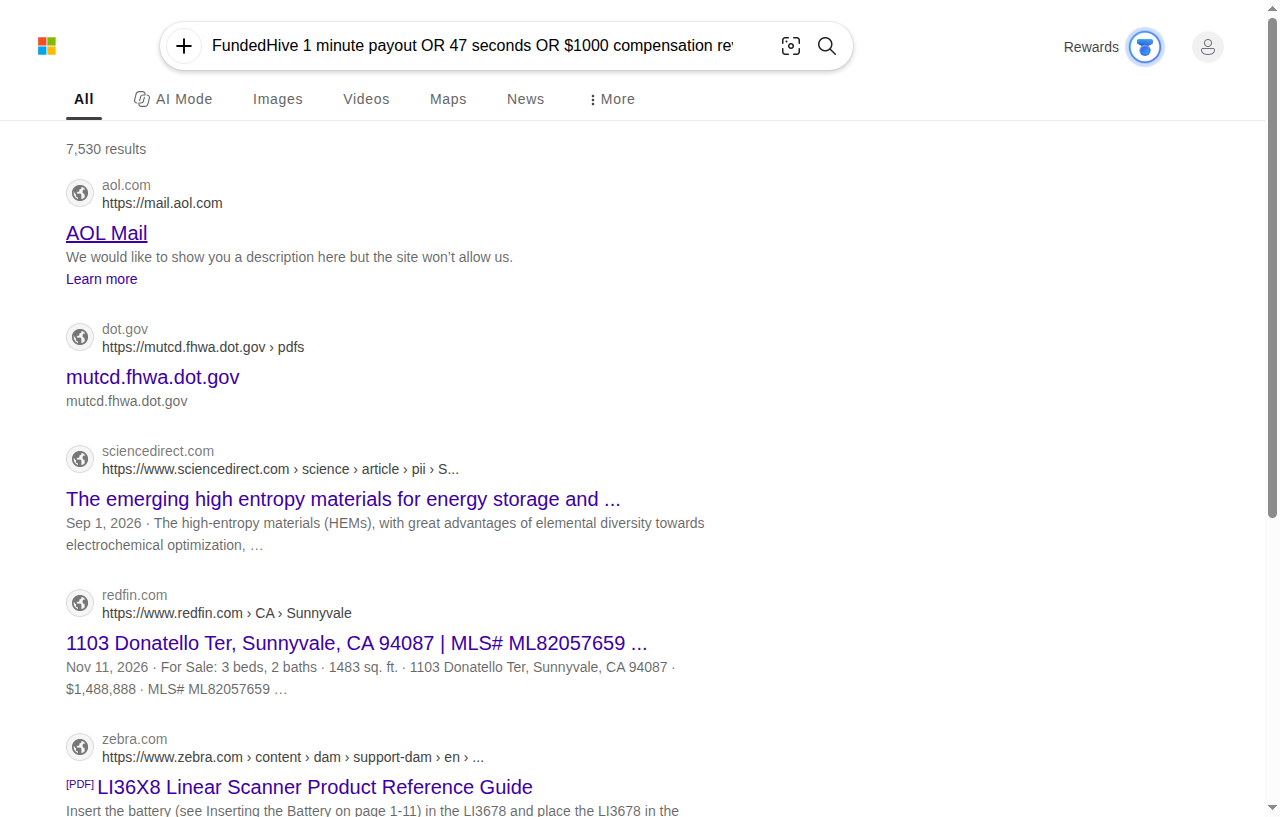 FundedHive 1 minute payout OR 47 seconds OR $1000 compensation
Rewards
All
AI Mode
Images
Videos
Maps
News
More
7,530 results
aol.com
https://mail.aol.com
AOL Mail
We would like to show you a description here but the site won’t allow us.
Learn more
dot.gov
https://mutcd.fhwa.dot.gov › pdfs
mutcd.fhwa.dot.gov
mutcd.fhwa.dot.gov
sciencedirect.com
https://www.sciencedirect.com › science › article › pii › S...
The emerging high entropy materials for energy storage and ...
Sep 1, 2026 · The high-entropy materials (HEMs), with great advantages of elemental diversity towards
electrochemical optimization, …
redfin.com
https://www.redfin.com › CA › Sunnyvale
1103 Donatello Ter, Sunnyvale, CA 94087 | MLS# ML82057659 ...
Nov 11, 2026 · For Sale: 3 beds, 2 baths · 1483 sq. ft. · 1103 Donatello Ter, Sunnyvale, CA 94087 ·
$1,488,888 · MLS# ML82057659 …
zebra.com
https://www.zebra.com › content › dam › support-dam › en › ...
[PDF] LI36X8 Linear Scanner Product Reference Guide
Insert the battery (see Inserting the Battery on page 1-11) in the LI3678 and place the LI3678 in the